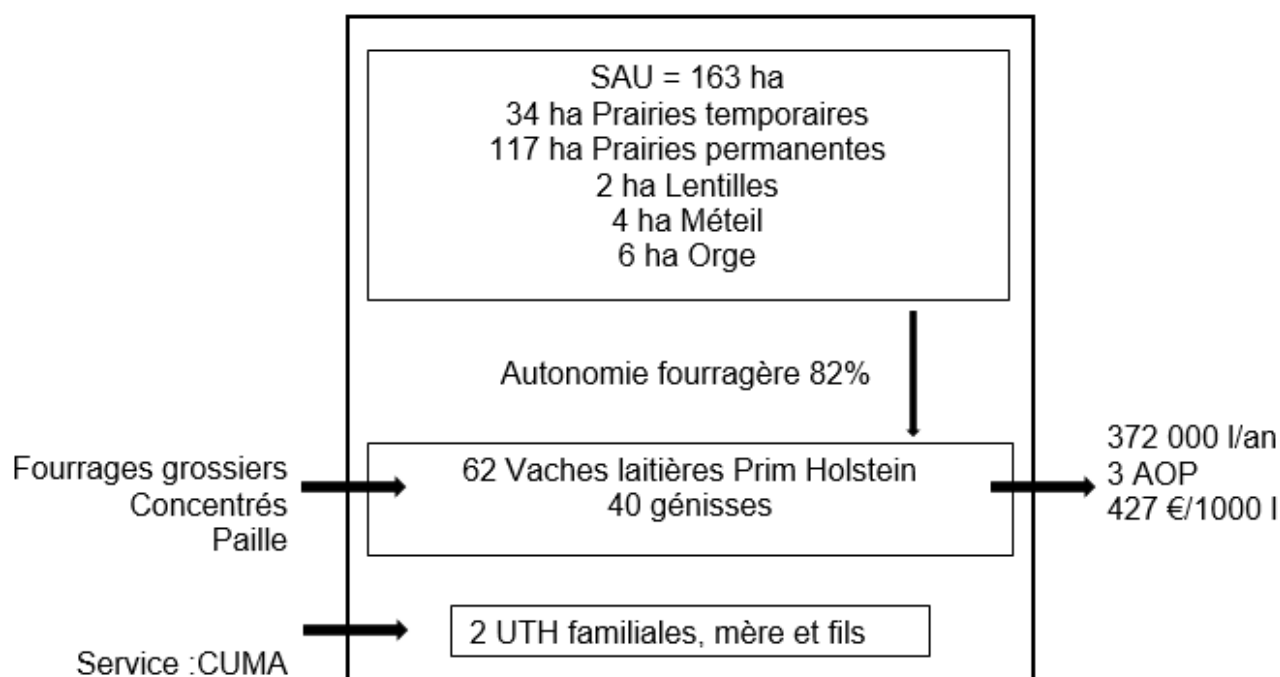 SAU = 163 ha
34 ha Prairies temporaires
117 ha Prairies permanentes
2 ha Lentilles
4 ha Méteil
6 ha Orge
Autonomie fourragère 82%
Fourrages grossiers
Concentrés
Paille
62 Vaches laitières Prim Holstein
40 génisses
372 000 l/an
3 AOP
427 €/1000 l
Service :CUMA
2 UTH familiales, mère et fils